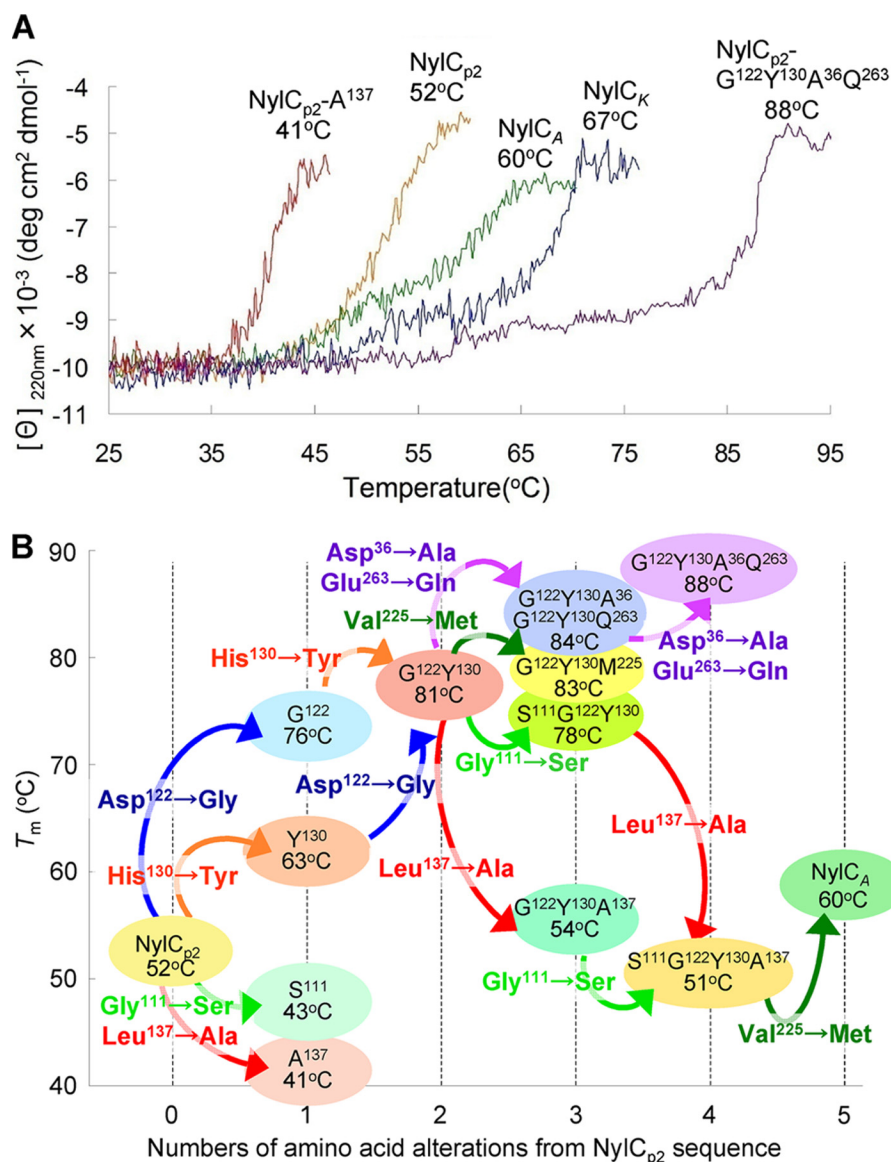 A
NylCp2-A¹³⁷
41°C
NylCp2
52°C
NylCA
60°C
NylCK
67°C
NylCp2-
G¹²²Y¹³⁰A³⁶Q²⁶³
88°C
[Θ] 220nm × 10⁻³ (deg cm² dmol⁻¹)
-4
-5
-6
-7
-8
-9
-10
-11
25 35 45 55 65 75 85 95
Temperature(°C)
B
Tm (°C)
90
80
70
60
50
40
Asp³⁶→Ala
Glu²⁶³→Gln
Val²²⁵→Met
His¹³⁰→Tyr
G¹²²Y¹³⁰A³⁶Q²⁶³
88°C
G¹²²Y¹³⁰A³⁶
G¹²²Y¹³⁰Q²⁶³
84°C
Asp³⁶→Ala
Glu²⁶³→Gln
G¹²²Y¹³⁰
81°C
G¹²²Y¹³⁰M²²⁵
83°C
S¹¹¹G¹²²Y¹³⁰
78°C
G¹²²
76°C
Gly¹¹¹→Ser
Asp¹²²→Gly
Asp¹²²→Gly
Leu¹³⁷→Ala
Y¹³⁰
63°C
His¹³⁰→Tyr
Leu¹³⁷→Ala
NylCA
60°C
G¹²²Y¹³⁰A¹³⁷
54°C
NylCp2
52°C
S¹¹¹G¹²²Y¹³⁰A¹³⁷
51°C
Gly¹¹¹→Ser
S¹¹¹
43°C
Gly¹¹¹→Ser
Leu¹³⁷→Ala
Val²²⁵→Met
A¹³⁷
41°C
0 1 2 3 4 5
Numbers of amino acid alterations from NylCp2 sequence